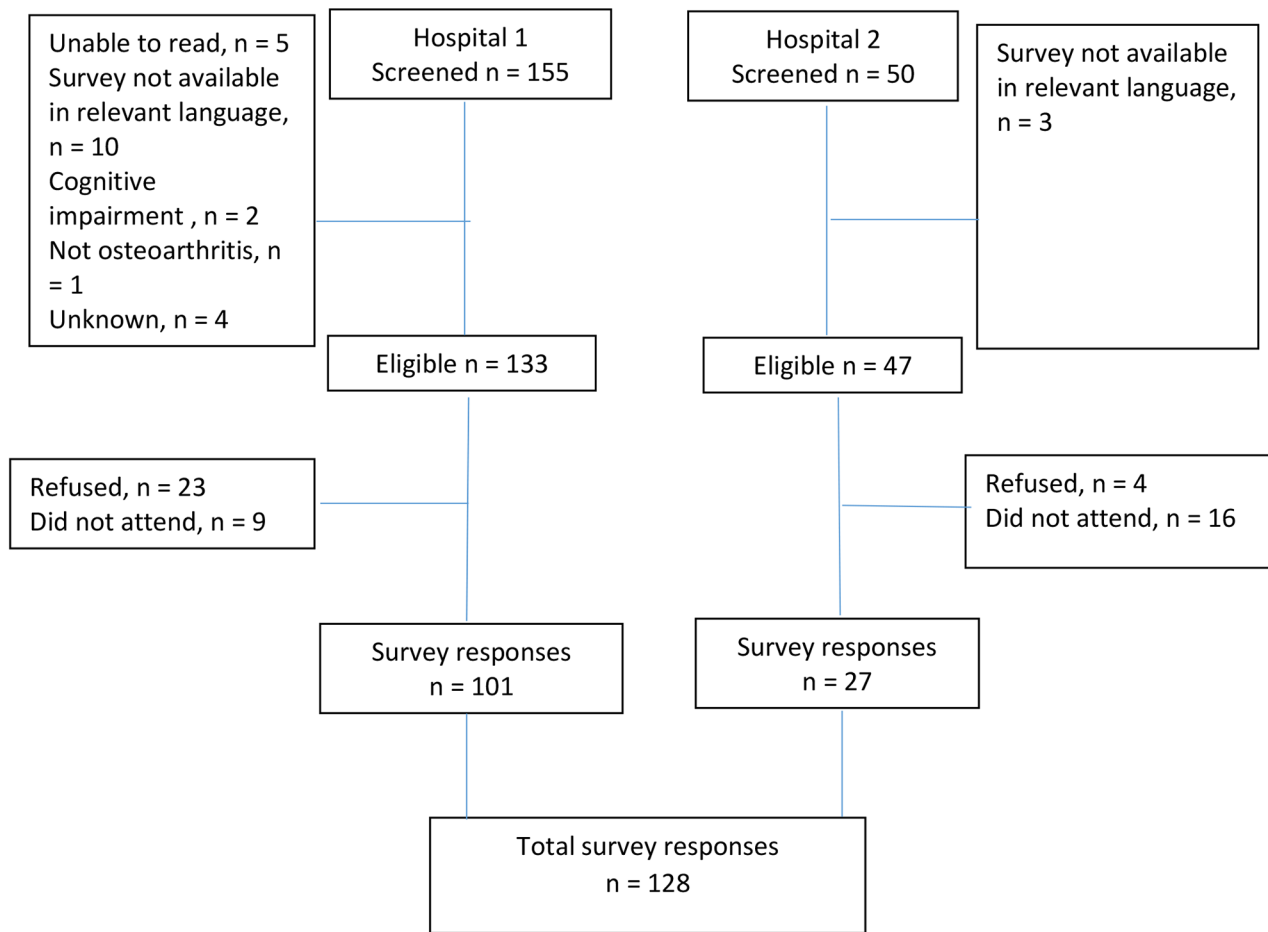 Unable to read, n = 5
Survey not available
in relevant language,
n = 10
Cognitive
impairment , n = 2
Not osteoarthritis, n
= 1
Unknown, n = 4
Hospital 1
Screened n = 155
Hospital 2
Screened n = 50
Survey not available
in relevant language,
n = 3
Eligible n = 133
Eligible n = 47
Refused, n = 23
Did not attend, n = 9
Refused, n = 4
Did not attend, n = 16
Survey responses
n = 101
Survey responses
n = 27
Total survey responses
n = 128